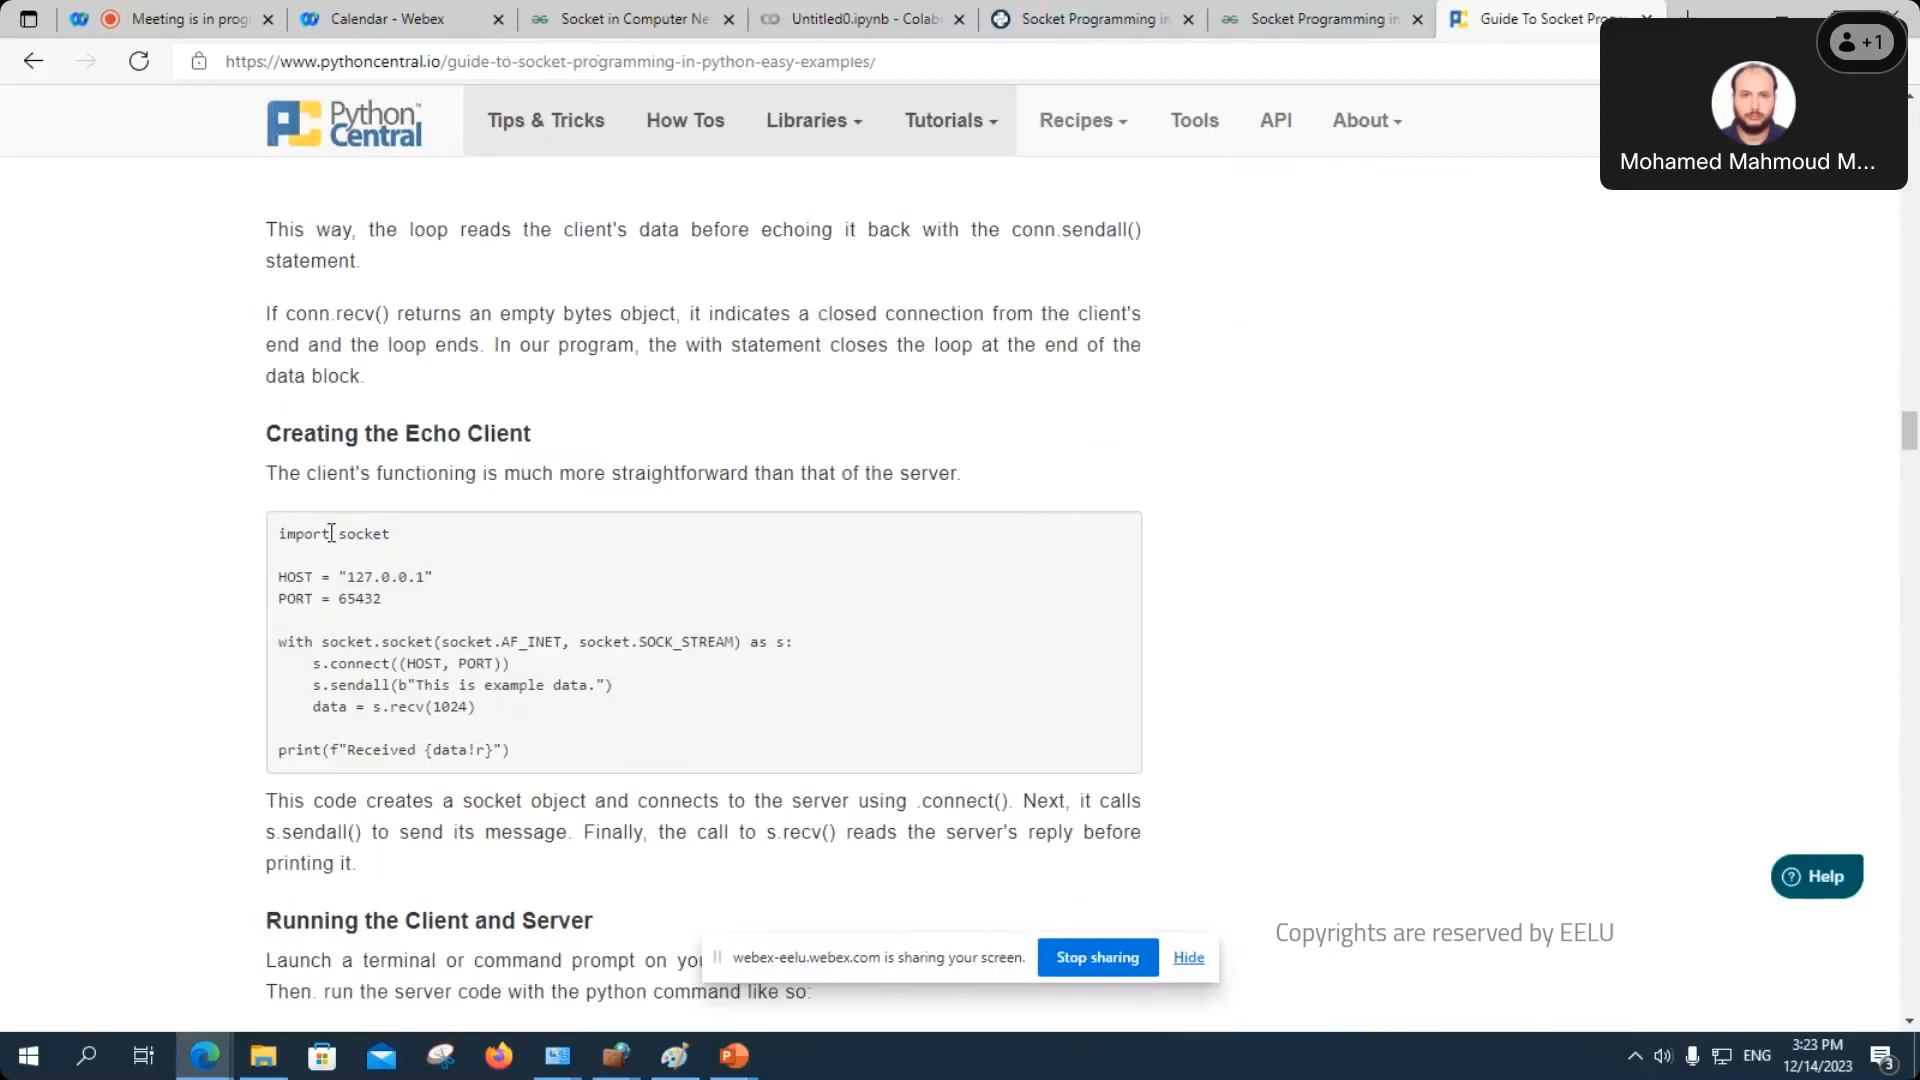 Meeting is in prog
Calendar - Webex
Socket in Computer Ne
Untitled0.ipynb - Colab
Socket Programming in
Socket Programming in
Guide To Socket Prog
https://www.pythoncentral.io/guide-to-socket-programming-in-python-easy-examples/
+1
Mohamed Mahmoud M...
Python Central
Tips & Tricks
How Tos
Libraries
Tutorials
Recipes
Tools
API
About
This way, the loop reads the client's data before echoing it back with the conn.sendall()
statement.
If conn.recv() returns an empty bytes object, it indicates a closed connection from the client's
end and the loop ends. In our program, the with statement closes the loop at the end of the
data block.
Creating the Echo Client
The client's functioning is much more straightforward than that of the server.
import socket
HOST = "127.0.0.1"
PORT = 65432
with socket.socket(socket.AF_INET, socket.SOCK_STREAM) as s:
s.connect((HOST, PORT))
s.sendall(b"This is example data.")
data = s.recv(1024)
print(f"Received {data!r}")
This code creates a socket object and connects to the server using .connect(). Next, it calls
s.sendall() to send its message. Finally, the call to s.recv() reads the server's reply before
printing it.
Help
Running the Client and Server
Copyrights are reserved by EELU
Launch a terminal or command prompt on you
webex-eelu.webex.com is sharing your screen.
Stop sharing
Hide
Then. run the server code with the python command like so:
ENG
3:23 PM
12/14/2023
3